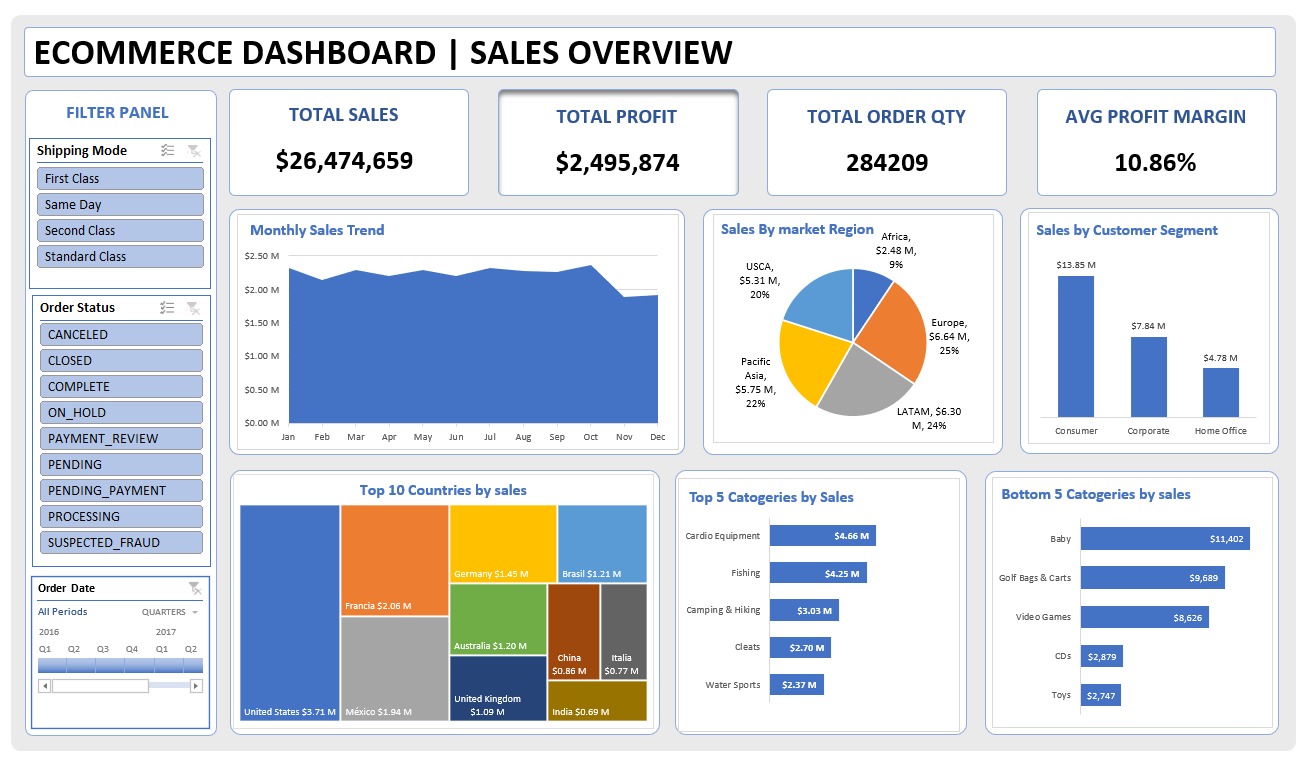 ECOMMERCE DASHBOARD | SALES OVERVIEW
FILTER PANEL
Shipping Mode
First Class
Same Day
Second Class
Standard Class
Order Status
CANCELED
CLOSED
COMPLETE
ON_HOLD
PAYMENT_REVIEW
PENDING
PENDING_PAYMENT
PROCESSING
SUSPECTED_FRAUD
Order Date
All Periods QUARTERS
2016 2017
Q1 Q2 Q3 Q4 Q1 Q2
TOTAL SALES
$26,474,659
TOTAL PROFIT
$2,495,874
TOTAL ORDER QTY
284209
AVG PROFIT MARGIN
10.86%
Monthly Sales Trend
$2.50 M
$2.00 M
$1.50 M
$1.00 M
$0.50 M
$0.00 M
Jan Feb Mar Apr May Jun Jul Aug Sep Oct Nov Dec
Sales By market Region
Africa,
$2.48 M,
9%
USCA,
$5.31 M,
20%
Europe,
$6.64 M,
25%
Pacific
Asia,
$5.75 M,
22%
LATAM, $6.30
M, 24%
Sales by Customer Segment
$13.85 M
$7.84 M
$4.78 M
Consumer Corporate Home Office
Top 10 Countries by sales
United States $3.71 M
Francia $2.06 M
México $1.94 M
Germany $1.45 M
Brasil $1.21 M
Australia $1.20 M
United Kingdom
$1.09 M
China
$0.86 M
Italia
$0.77 M
India $0.69 M
Top 5 Catogeries by Sales
Cardio Equipment $4.66 M
Fishing $4.25 M
Camping & Hiking $3.03 M
Cleats $2.70 M
Water Sports $2.37 M
Bottom 5 Catogeries by sales
Baby $11,402
Golf Bags & Carts $9,689
Video Games $8,626
CDs $2,879
Toys $2,747